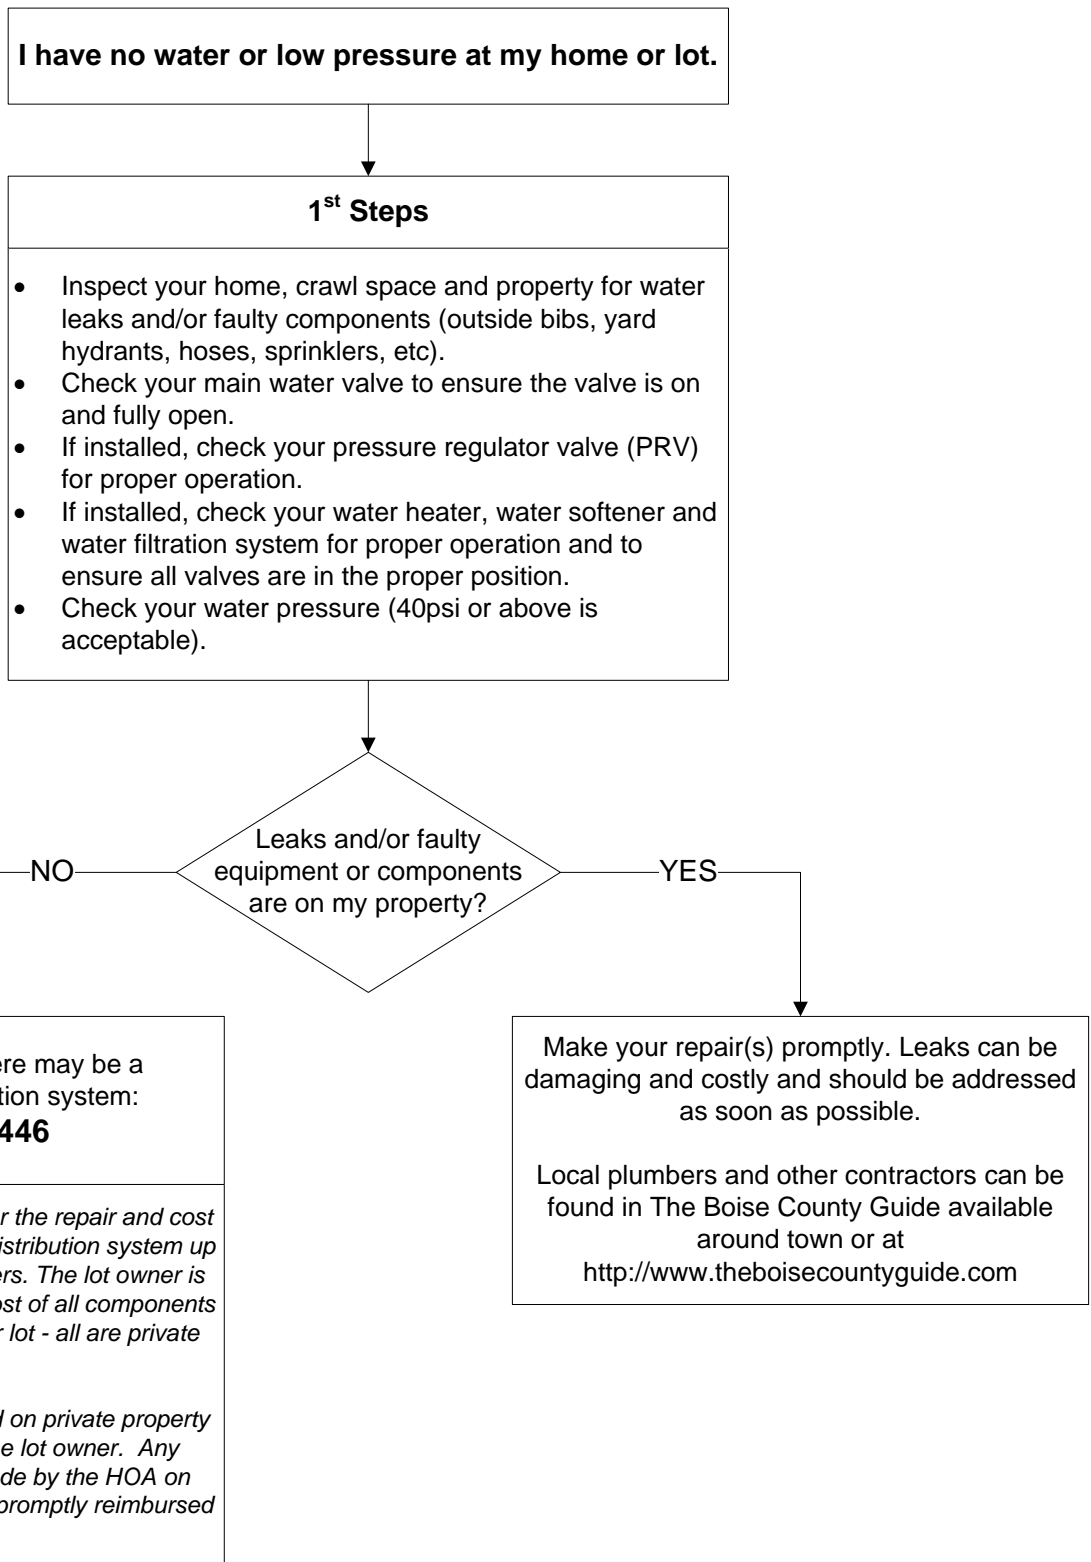 I have no water or low pressure at my home or lot.
1st Steps
• Inspect your home, crawl space and property for water
leaks and/or faulty components (outside bibs, yard
hydrants, hoses, sprinklers, etc).
• Check your main water valve to ensure the valve is on
and fully open.
• If installed, check your pressure regulator valve (PRV)
for proper operation.
• If installed, check your water heater, water softener and
water filtration system for proper operation and to
ensure all valves are in the proper position.
• Check your water pressure (40psi or above is
acceptable).
Leaks and/or faulty
equipment or components
are on my property?
NO
YES
may be a
system:
446
the repair and cost
system up
The lot owner is
of all components
lot - all are private
on private property
lot owner. Any
by the HOA on
promptly reimbursed
Make your repair(s) promptly. Leaks can be
damaging and costly and should be addressed
as soon as possible.
Local plumbers and other contractors can be
found in The Boise County Guide available
around town or at
http://www.theboisecountyguide.com